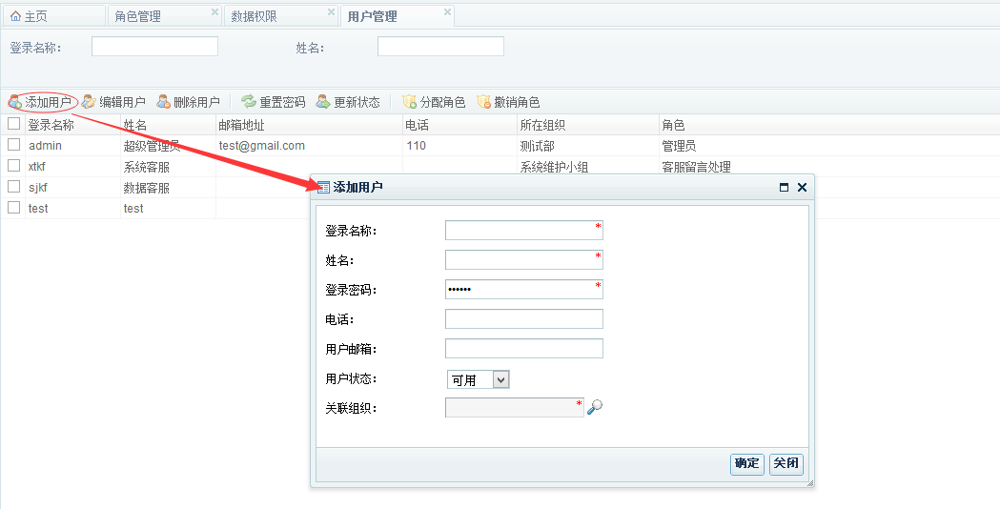 主页 角色管理 数据权限 用户管理
登录名称： 姓名：
添加用户 编辑用户 删除用户 重置密码 更新状态 分配角色 撤销角色
登录名称 姓名 邮箱地址 电话 所在组织 角色
admin 超级管理员 test@gmail.com 110 测试部 管理员
xtkf 系统客服 系统维护小组 客服留言处理
sjkf 数据客服
test test
添加用户
登录名称： *
姓名： *
登录密码： •••••• *
电话：
用户邮箱：
用户状态： 可用
关联组织： *
确定 关闭